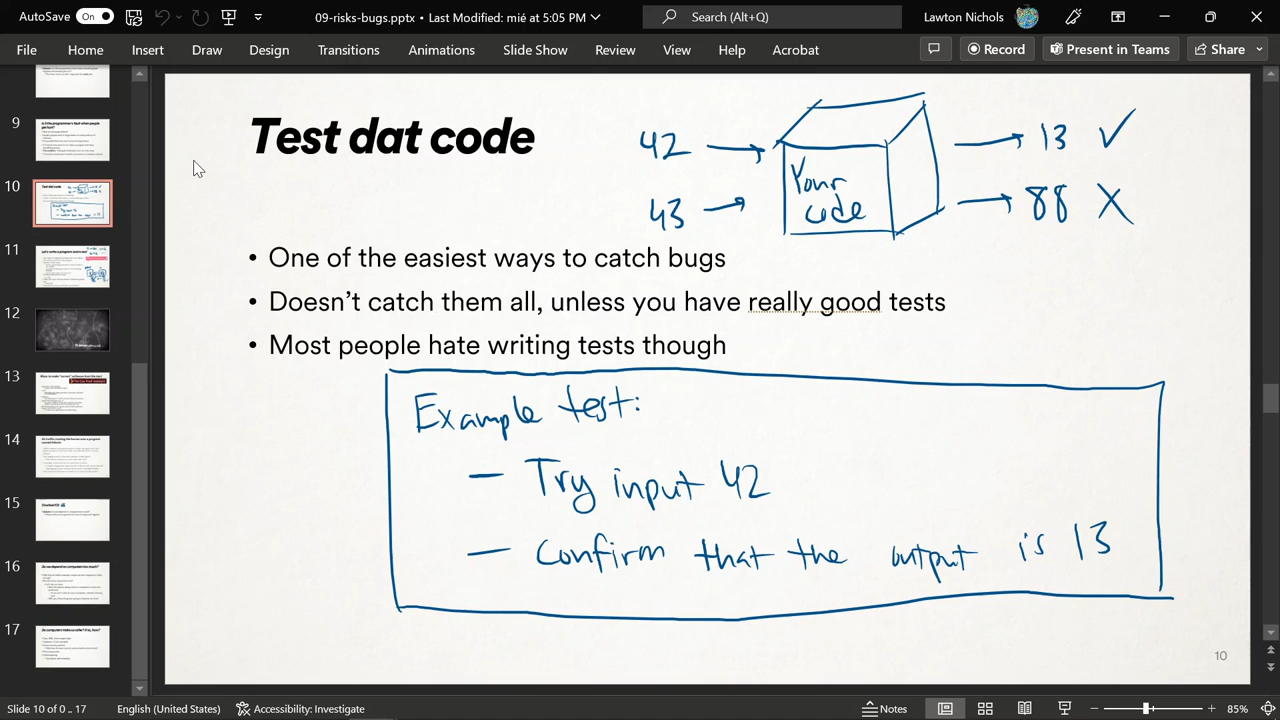 AutoSave On 09-risks bugs.pptx • Last Modified: min at 5:05 PM Search (Alt+Q) Lawton Nichols
File Home Insert Draw Design Transitions Animations Slide Show Review View Help Acrobat Record Present in Teams Share
9
10
11
12
13
14
15
16
17
Test dat code
42 → Your code → 13 ✓
43 → → 88 X
• One of the easiest ways to catch bugs
• Doesn't catch them all, unless you have really good tests
• Most people hate writing tests though
Example test:
— Try input 42
— Confirm that the output is 13
10
Slide 10 of 0 .. 17 English (United States) Accessibility: Investigate Notes 85%